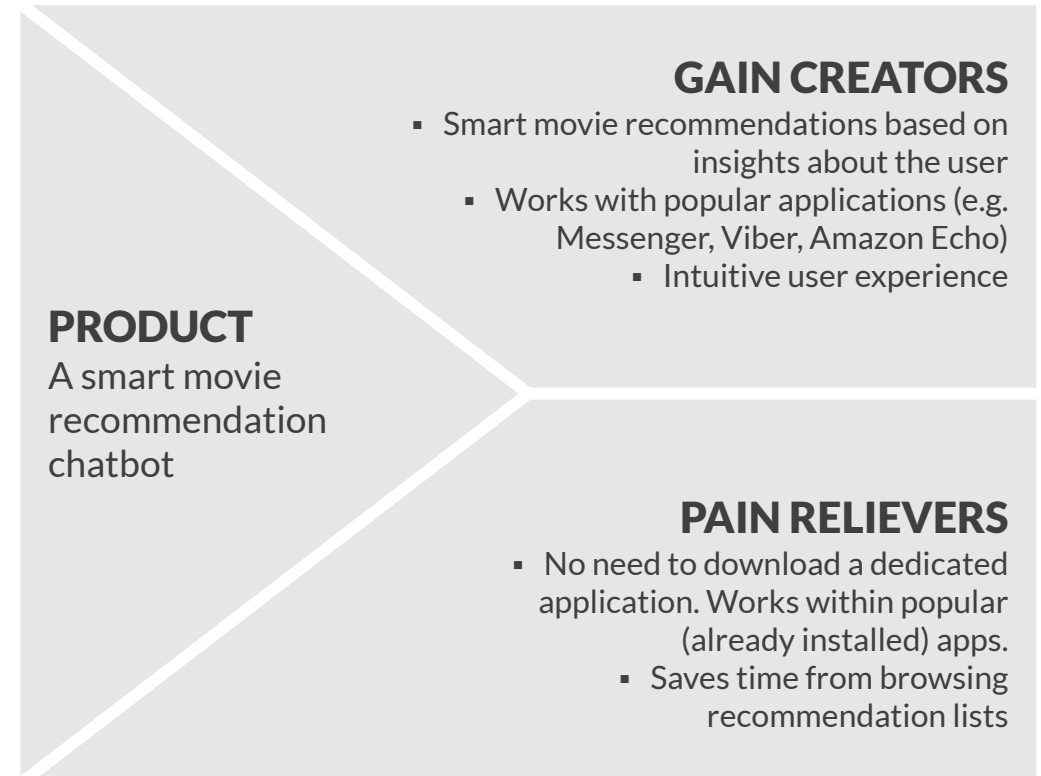 GAIN CREATORS
▪ Smart movie recommendations based on
insights about the user
▪ Works with popular applications (e.g.
Messenger, Viber, Amazon Echo)
▪ Intuitive user experience
PRODUCT
A smart movie
recommendation
chatbot
PAIN RELIEVERS
▪ No need to download a dedicated
application. Works within popular
(already installed) apps.
▪ Saves time from browsing
recommendation lists